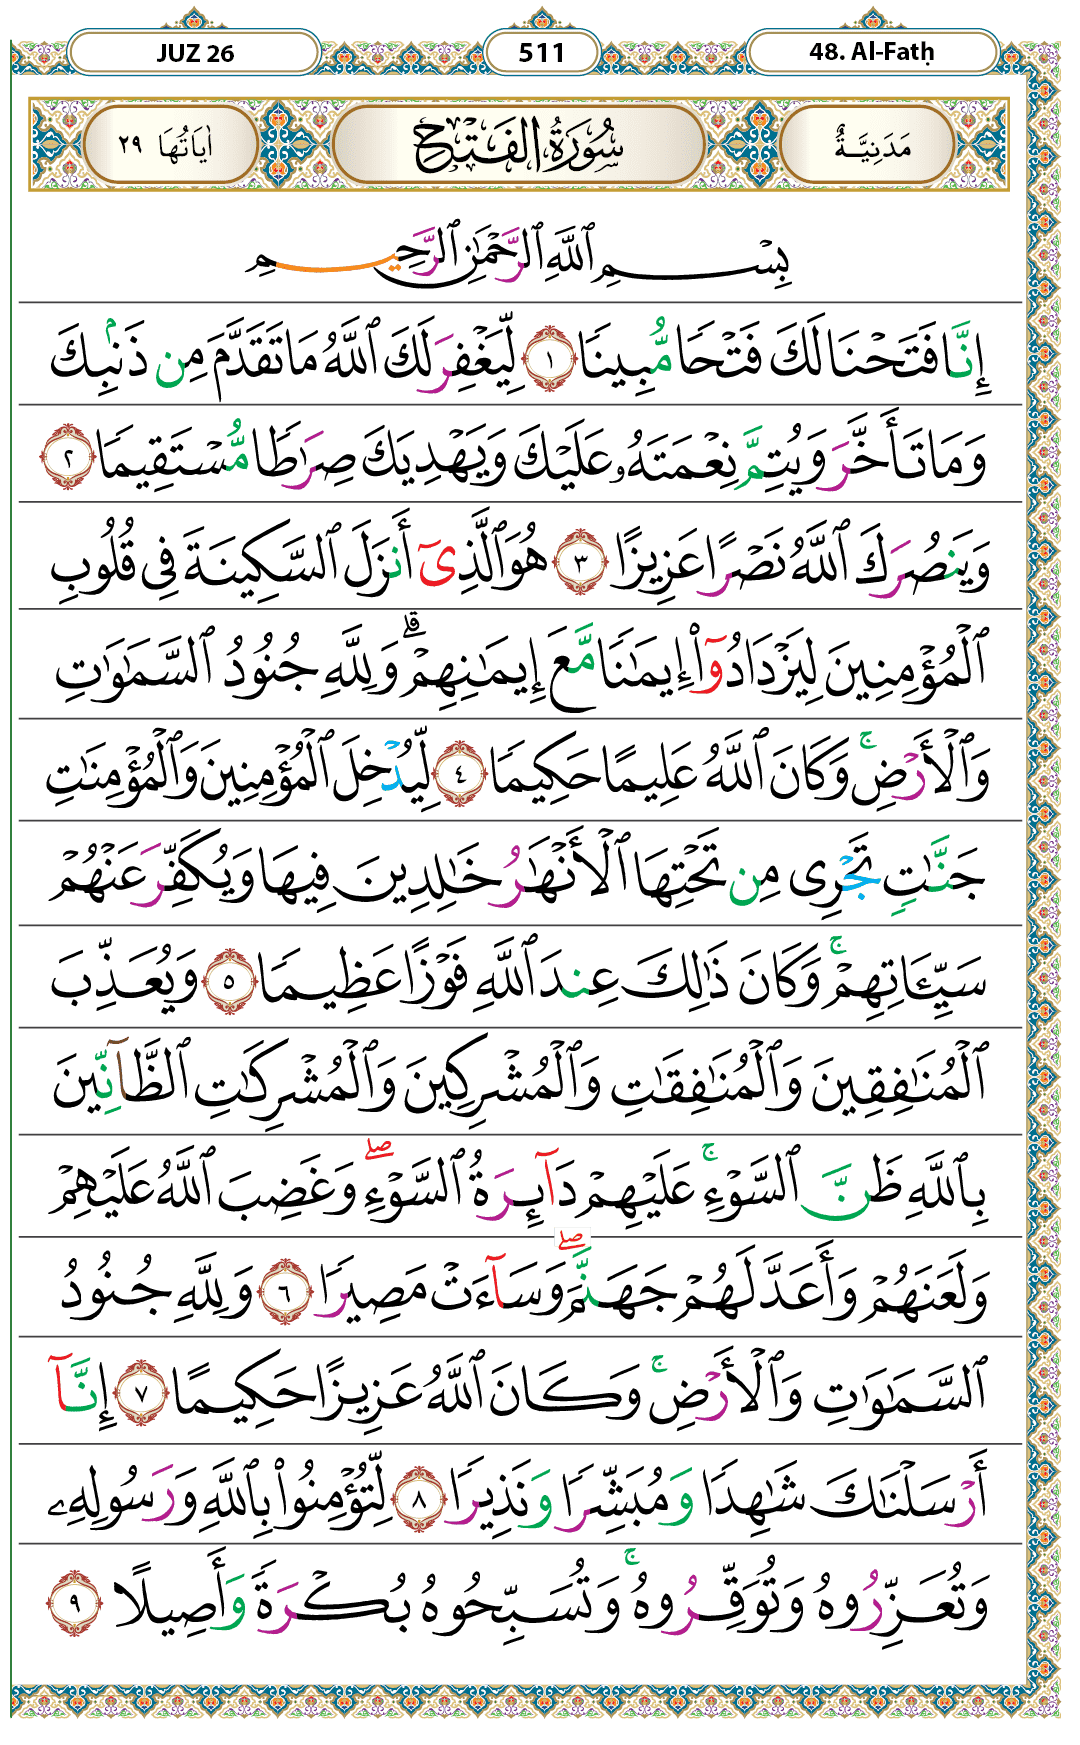 JUZ 26 511 48. Al-Fatḥ
مَدَنِيَّةٌ سُورَةُ الْفَتْحِ اٰيَاتُهَا ٢٩
بِسْمِ ٱللَّهِ ٱلرَّحْمَٰنِ ٱلرَّحِيمِ
إِنَّا فَتَحْنَا لَكَ فَتْحًا مُّبِينًا ١ لِّيَغْفِرَ لَكَ ٱللَّهُ مَا تَقَدَّمَ مِن ذَنۢبِكَ
وَمَا تَأَخَّرَ وَيُتِمَّ نِعْمَتَهُۥ عَلَيْكَ وَيَهْدِيَكَ صِرَٰطًا مُّسْتَقِيمًا ٢
وَيَنصُرَكَ ٱللَّهُ نَصْرًا عَزِيزًا ٣ هُوَ ٱلَّذِىٓ أَنزَلَ ٱلسَّكِينَةَ فِى قُلُوبِ
ٱلْمُؤْمِنِينَ لِيَزْدَادُوٓا۟ إِيمَٰنًا مَّعَ إِيمَٰنِهِمْ ۗ وَلِلَّهِ جُنُودُ ٱلسَّمَٰوَٰتِ
وَٱلْأَرْضِ ۚ وَكَانَ ٱللَّهُ عَلِيمًا حَكِيمًا ٤ لِّيُدْخِلَ ٱلْمُؤْمِنِينَ وَٱلْمُؤْمِنَٰتِ
جَنَّٰتٍ تَجْرِى مِن تَحْتِهَا ٱلْأَنْهَٰرُ خَٰلِدِينَ فِيهَا وَيُكَفِّرَ عَنْهُمْ
سَيِّـَٔاتِهِمْ ۚ وَكَانَ ذَٰلِكَ عِندَ ٱللَّهِ فَوْزًا عَظِيمًا ٥ وَيُعَذِّبَ
ٱلْمُنَٰفِقِينَ وَٱلْمُنَٰفِقَٰتِ وَٱلْمُشْرِكِينَ وَٱلْمُشْرِكَٰتِ ٱلظَّآنِّينَ
بِٱللَّهِ ظَنَّ ٱلسَّوْءِ ۚ عَلَيْهِمْ دَآئِرَةُ ٱلسَّوْءِ ۖ وَغَضِبَ ٱللَّهُ عَلَيْهِمْ
وَلَعَنَهُمْ وَأَعَدَّ لَهُمْ جَهَنَّمَ ۖ وَسَآءَتْ مَصِيرًا ٦ وَلِلَّهِ جُنُودُ
ٱلسَّمَٰوَٰتِ وَٱلْأَرْضِ ۚ وَكَانَ ٱللَّهُ عَزِيزًا حَكِيمًا ٧ إِنَّآ
أَرْسَلْنَٰكَ شَٰهِدًا وَمُبَشِّرًا وَنَذِيرًا ٨ لِّتُؤْمِنُوا۟ بِٱللَّهِ وَرَسُولِهِۦ
وَتُعَزِّرُوهُ وَتُوَقِّرُوهُ ۚ وَتُسَبِّحُوهُ بُكْرَةً وَأَصِيلًا ٩